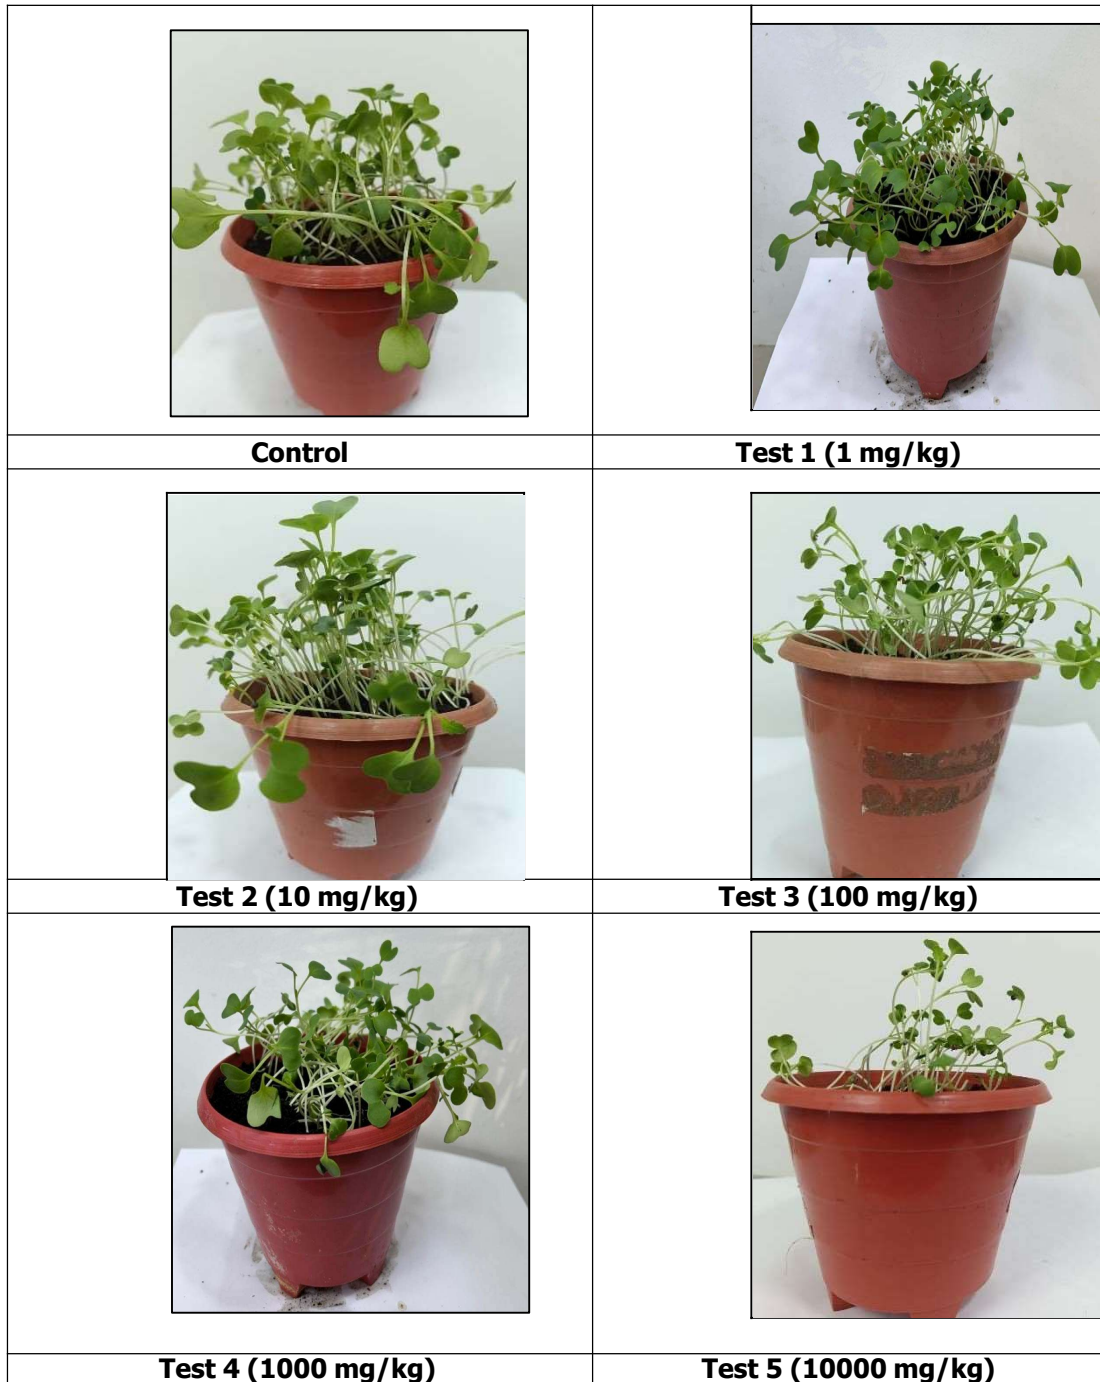 Control
Test 1 (1 mg/kg)
Test 2 (10 mg/kg)
Test 3 (100 mg/kg)
Test 4 (1000 mg/kg)
Test 5 (10000 mg/kg)